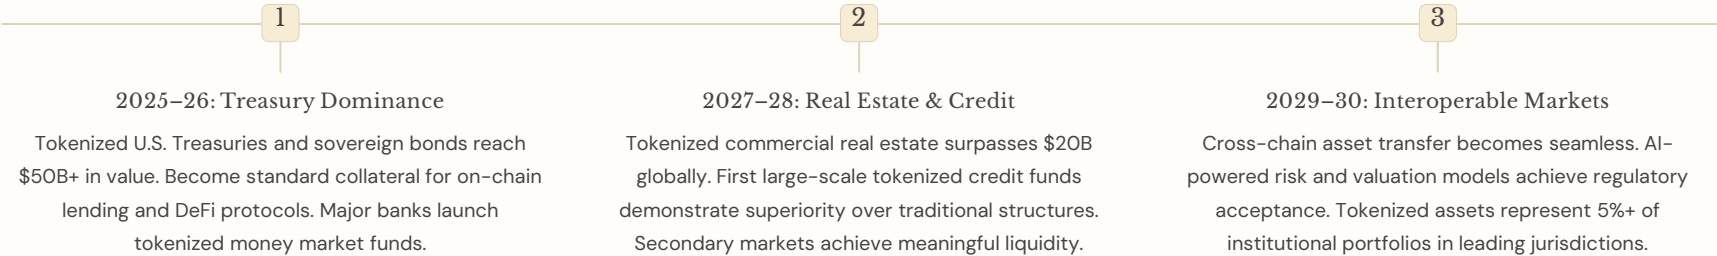 1
2025–26: Treasury Dominance
Tokenized U.S. Treasuries and sovereign bonds reach
$50B+ in value. Become standard collateral for on-chain
lending and DeFi protocols. Major banks launch
tokenized money market funds.
2
2027–28: Real Estate & Credit
Tokenized commercial real estate surpasses $20B
globally. First large-scale tokenized credit funds
demonstrate superiority over traditional structures.
Secondary markets achieve meaningful liquidity.
3
2029–30: Interoperable Markets
Cross-chain asset transfer becomes seamless. AI-
powered risk and valuation models achieve regulatory
acceptance. Tokenized assets represent 5%+ of
institutional portfolios in leading jurisdictions.